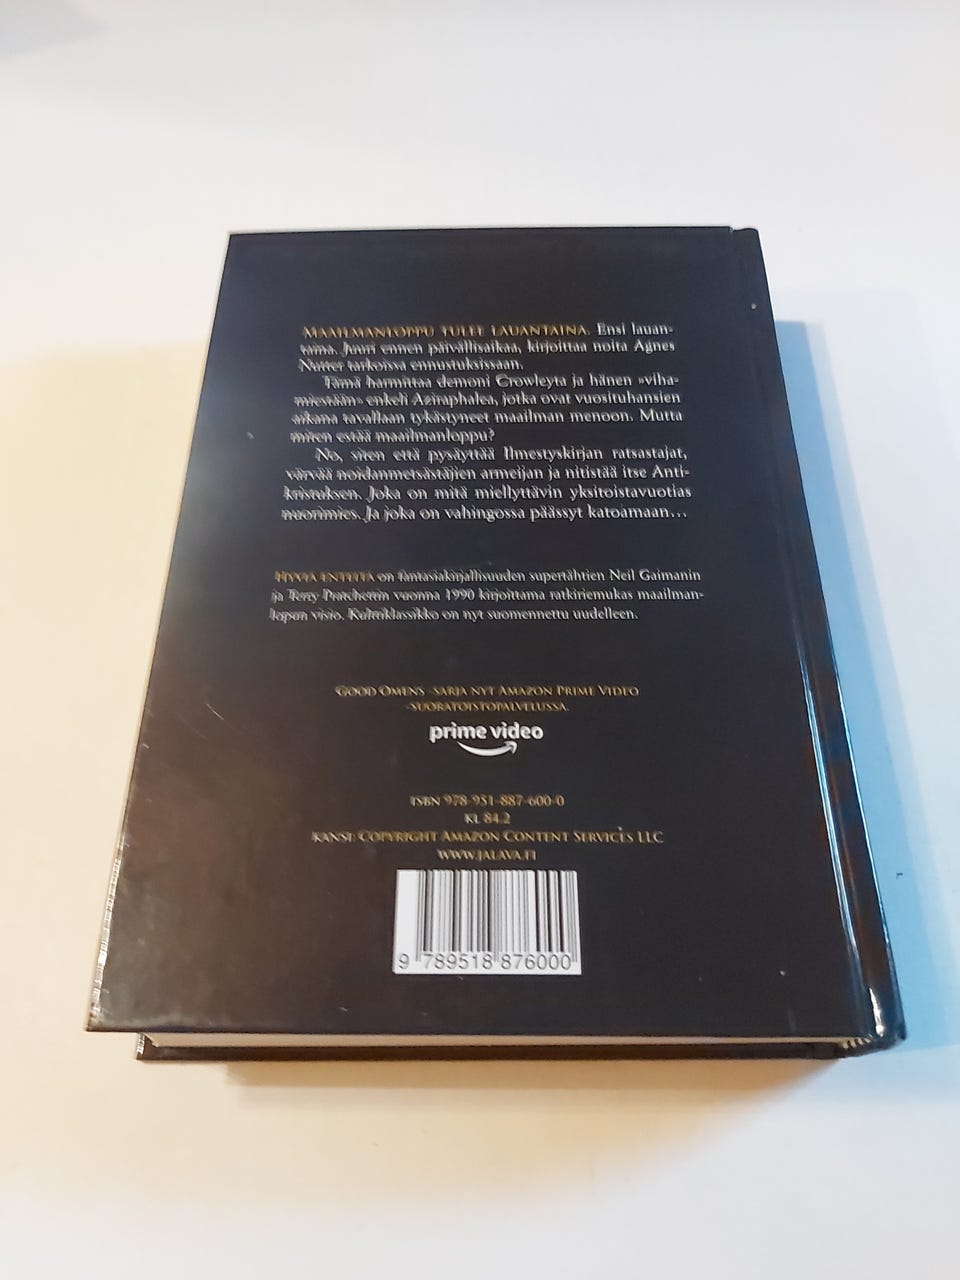 MAAILMANLOPPU TULEE LAUANTAINA. Ensi lauan-
taina. Juuri ennen päivällisaikaa, kirjoittaa noita Agnes
Nutter tarkoissa ennustuksissaan.
Tämä harmittaa demoni Crowleyta ja hänen »viha-
miestään» enkeli Aziraphalea, jotka ovat vuosituhansien
aikana tavallaan tykästyneet maailman menoon. Mutta
miten estää maailmanloppu?
No, siten että pysäyttää Ilmestyskirjan ratsastajat,
värvää noidanmetsästäjien armeijan ja nitistää itse Anti-
kristuksen. Joka on mitä miellyttävin yksitoistavuotias
nuorimies. Ja joka on vahingossa päässyt katoamaan…
HYVIÄ ENTEITÄ on fantasiakirjallisuuden supertähtien Neil Gaimanin
ja Terry Pratchettin vuonna 1990 kirjoittama ratkiriemukas maailman-
lopun visio. Kulttiklassikko on nyt suomennettu uudelleen.
GOOD OMENS -SARJA NYT AMAZON PRIME VIDEO
-SUORATOISTOPALVELUSSA.
prime video
ISBN 978-951-887-600-0
KL 84.2
KANSI: COPYRIGHT AMAZON CONTENT SERVICES LLC
WWW.JALAVA.FI
9 789518 876000